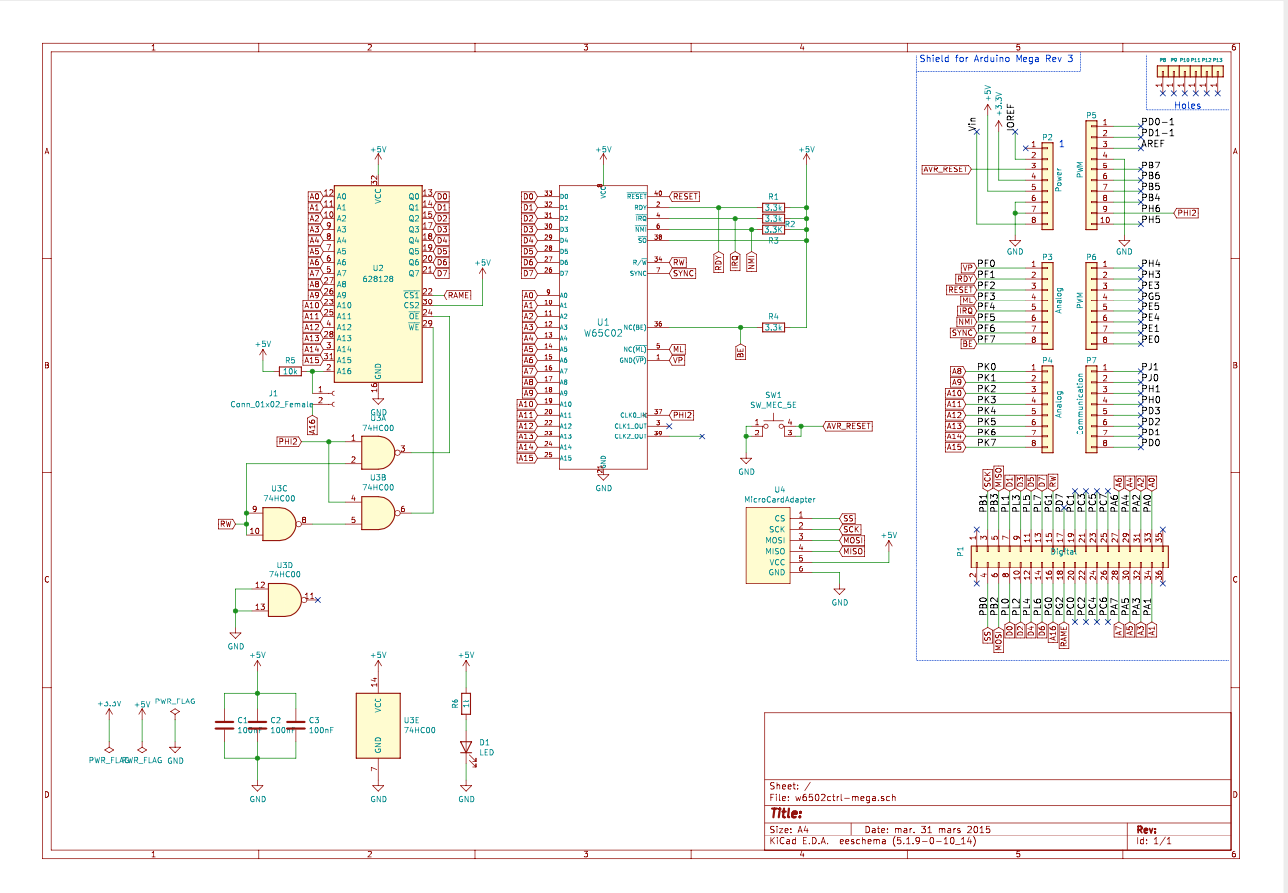 1 2 3 4 5 6
A
B
C
D
Shield for Arduino Mega Rev 3
P8 P9 P10 P11 P12 P13
1 1 1 1 1 1
Holes
+5V
32
VCC
A0 12 A0 Q0 13 D0
A1 11 A1 Q1 14 D1
A2 10 A2 Q2 15 D2
A3 9 A3 Q3 17 D3
A4 8 A4 Q4 18 D4
A5 7 A5 Q5 19 D5
A6 6 A6 Q6 20 D6
A7 5 A7 Q7 21 D7
A8 27 A8
A9 26 A9
A10 23 A10
A11 25 A11
A12 4 A12
A13 28 A13
A14 3 A14
A15 31 A15
2 A16
U2
628128
CS1 22 RAME
CS2 30
OE 24
WE 29
+5V
GND
16
GND
+5V
R5
10k
J1
Conn_01x02_Female
1
2
A16
U3A
74HC00
PHI2 1
2
3
U3B
74HC00
4
5
6
U3C
74HC00
RW 9
10
8
U3D
74HC00
12
13
11
GND
+5V
8
VCC
D0 33 D0
D1 32 D1
D2 31 D2
D3 30 D3
D4 29 D4
D5 28 D5
D6 27 D6
D7 26 D7
A0 9 A0
A1 10 A1
A2 11 A2
A3 12 A3
A4 13 A4
A5 14 A5
A6 15 A6
A7 16 A7
A8 17 A8
A9 18 A9
A10 19 A10
A11 20 A11
A12 22 A12
A13 23 A13
A14 24 A14
A15 25 A15
U1
W65C02
RESET 40 RESET
RDY 2
IRQ 4
NMI 6
SO 38
R/W 34 RW
SYNC 7 SYNC
NC(BE) 36
NC(ML) 5 ML
GND(VP) 1 VP
CLK0_IN 37 PHI2
CLK1_OUT 3
CLK2_OUT 39
GND
21
GND
+5V
R1
3.3k
3.3k
R2
3.3K
R3
RDY IRQ NMI
R4
3.3k
BE
SW1
SW_MEC_5E
1 2 3 4
AVR_RESET
GND
U4
MicroCardAdapter
CS 1 SS
SCK 2 SCK
MOSI 3 MOSI
MISO 4 MISO
VCC 5
GND 6
+5V
GND
Vin +5V +3.3V IOREF
P2
1
AVR_RESET
1
2
3
4
5
6
7
8
Power
GND
P5
PWM
1 PD0-1
2 PD1-1
3 AREF
4
5 PB7
6 PB6
7 PB5
8 PB4
9 PH6 PHI2
10 PH5
GND
P3
Analog
VP PF0 1
RDY PF1 2
RESET PF2 3
ML PF3 4
IRQ PF4 5
NMI PF5 6
SYNC PF6 7
BE PF7 8
P6
PWM
1 PH4
2 PH3
3 PE3
4 PG5
5 PE5
6 PE4
7 PE1
8 PE0
P4
Analog
A8 PK0 1
A9 PK1 2
A10 PK2 3
A11 PK3 4
A12 PK4 5
A13 PK5 6
A14 PK6 7
A15 PK7 8
P7
Communication
1 PJ1
2 PJ0
3 PH1
4 PH0
5 PD3
6 PD2
7 PD1
8 PD0
SCK MISO D1 D3 D5 D7 RW A6 A4 A2 A0
PB1 PB3 PL1 PL3 PL5 PL7 PG1 PD7 PC1 PC3 PC5 PC7 PA6 PA4 PA2 PA0
1 3 5 7 9 11 13 15 17 19 21 23 25 27 29 31 33 35
P1
Digital
2 4 6 8 10 12 14 16 18 20 22 24 26 28 30 32 34 36
PB0 PB2 PL0 PL2 PL4 PL6 PG0 PG2 PC0 PC2 PC4 PC6 PA7 PA5 PA3 PA1
SS MOSI D0 D2 D4 D6 A16 RAME A7 A5 A3 A1
+3.3V +5V PWR_FLAG
PWR_FLAG PWR_FLAG GND
+5V
C1
100nF
C2
100nF
C3
100nF
GND
+5V
14
VCC
U3E
74HC00
GND
7
GND
+5V
R6
1k
D1
LED
GND
Sheet: /
File: w6502ctrl-mega.sch
Title:
Size: A4 Date: mar. 31 mars 2015 Rev:
KiCad E.D.A. eeschema (5.1.9-0-10_14) Id: 1/1
1 2 3 4 5 6